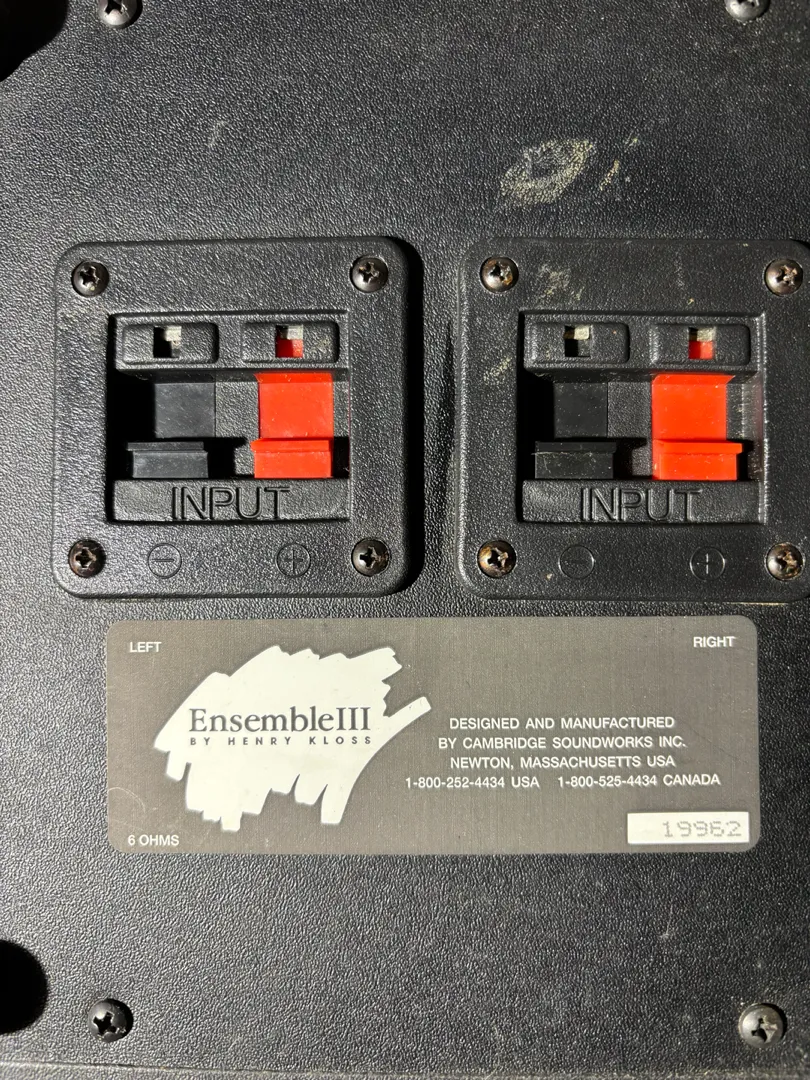 INPUT
INPUT
− +
− +
LEFT
RIGHT
EnsembleIII
BY HENRY KLOSS
DESIGNED AND MANUFACTURED
BY CAMBRIDGE SOUNDWORKS INC.
NEWTON, MASSACHUSETTS USA
1-800-252-4434 USA 1-800-525-4434 CANADA
6 OHMS
19962